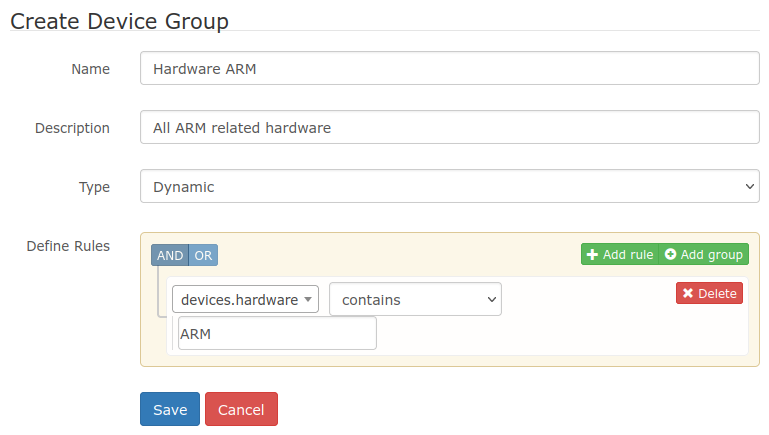 Create Device Group
Name Hardware ARM
Description All ARM related hardware
Type Dynamic
Define Rules
AND OR Add rule Add group
devices.hardware contains Delete
ARM
Save Cancel